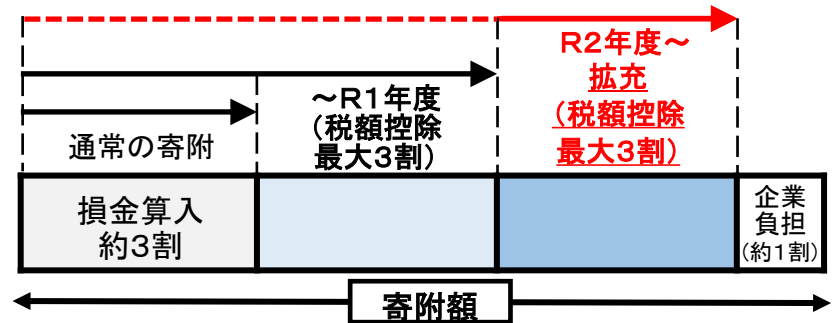 R2年度~
拡充
(税額控除
最大3割)
~R1年度
(税額控除
最大3割)
通常の寄附
損金算入
約3割
企業
負担
(約1割)
寄附額